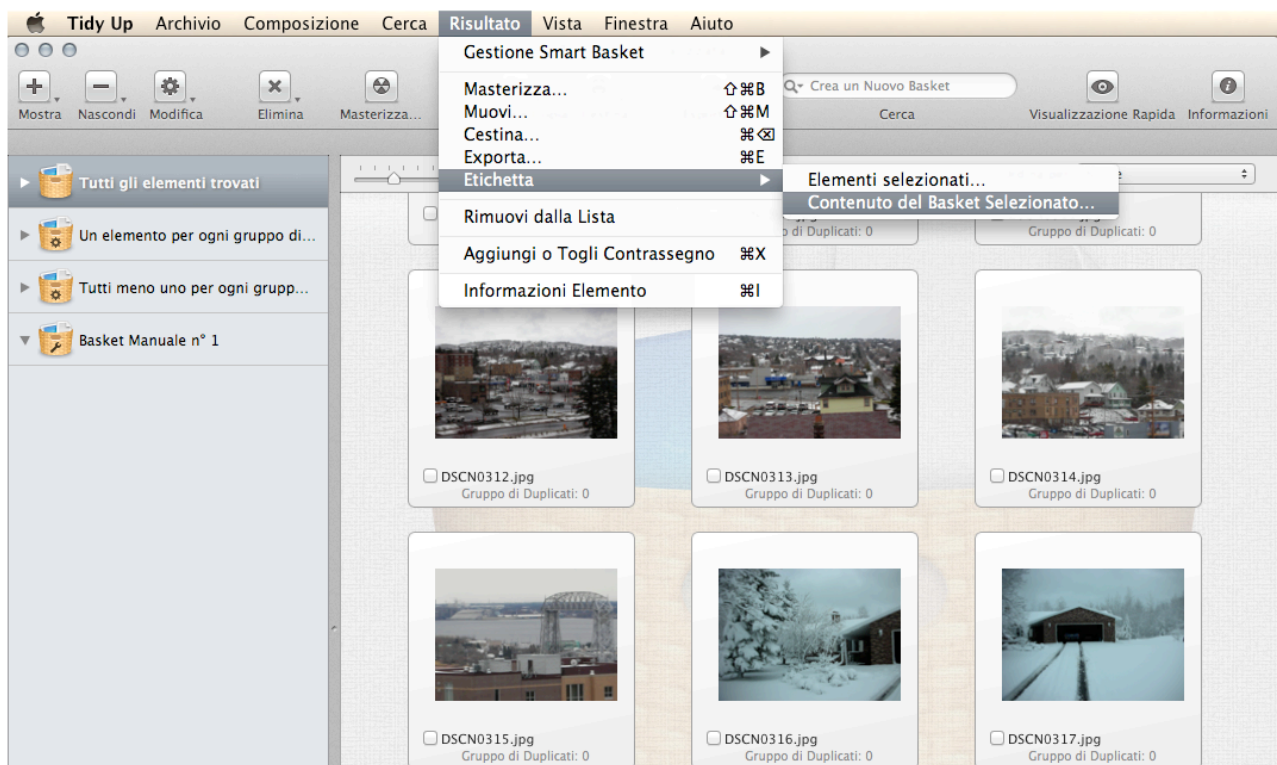 Tidy Up Archivio Composizione Cerca Risultato Vista Finestra Aiuto
Mostra Nascondi Modifica Elimina Masterizza...
Crea un Nuovo Basket
Cerca Visualizzazione Rapida Informazioni
Gestione Smart Basket
Masterizza... ⇧⌘B
Muovi... ⇧⌘M
Cestina... ⌘⌫
Exporta... ⌘E
Etichetta
Rimuovi dalla Lista
Aggiungi o Togli Contrassegno ⌘X
Informazioni Elemento ⌘I
Elementi selezionati...
Contenuto del Basket Selezionato...
Tutti gli elementi trovati
Un elemento per ogni gruppo di...
Tutti meno uno per ogni grupp...
Basket Manuale n° 1
di Duplicati: 0
Gruppo di Duplicati: 0
DSCN0312.jpg
Gruppo di Duplicati: 0
DSCN0313.jpg
Gruppo di Duplicati: 0
DSCN0314.jpg
Gruppo di Duplicati: 0
DSCN0315.jpg
Gruppo di Duplicati: 0
DSCN0316.jpg
Gruppo di Duplicati: 0
DSCN0317.jpg
Gruppo di Duplicati: 0